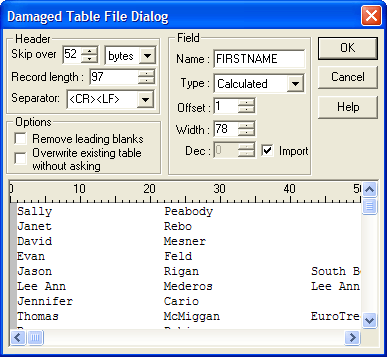 Damaged Table File Dialog
Header
Skip over 52 bytes
Record length : 97
Separator: <CR><LF>
Options
Remove leading blanks
Overwrite existing table
without asking
Field
Name : FIRSTNAME
Type : Calculated
Offset : 1
Width : 78
Dec : 0 Import
OK
Cancel
Help
0 10 20 30 40 50
Sally Peabody
Janet Rebo
David Mesner
Evan Feld
Jason Rigan South Be
Lee Ann Mederos Lee Ann
Jennifer Cario
Thomas McMiggan EuroTree